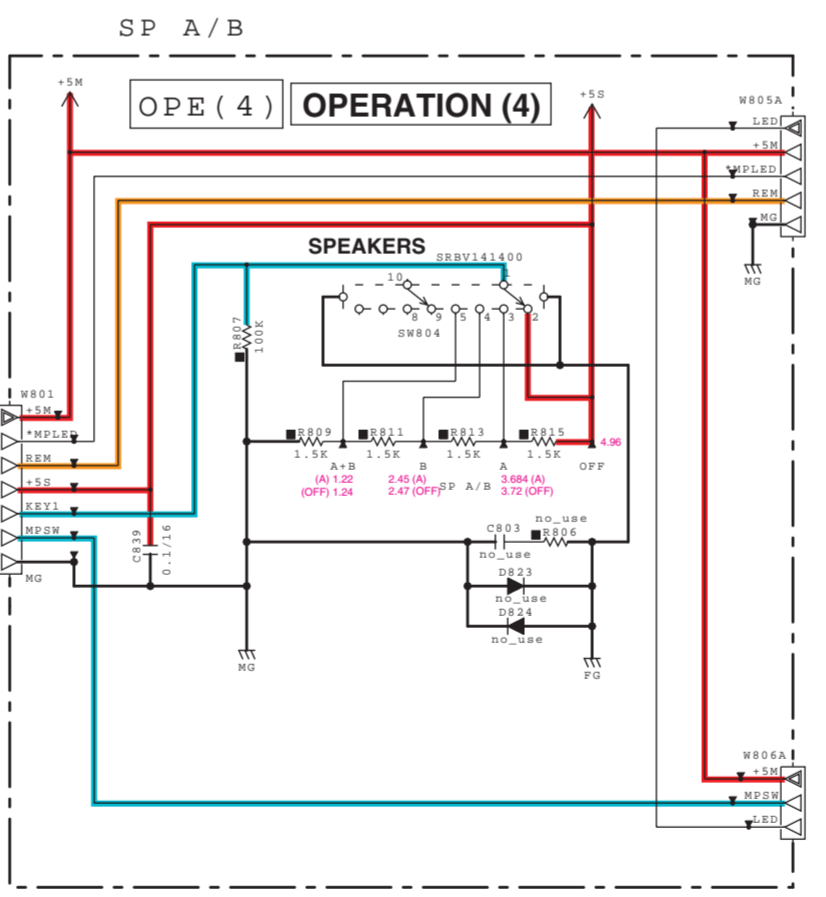 SP A/B
+5M
OPE(4)
OPERATION (4)
+5S
W805A
LED
+5M
*MPLED
REM
MG
MG
SPEAKERS
SRBV141400
10
1
8
9
5
4
3
2
SW804
R807
100K
W801
+5M
*MPLED
REM
+5S
KEY1
MPSW
MG
R809
R811
R813
R815
4.96
1.5K
1.5K
1.5K
1.5K
A+B
B
A
OFF
(A) 1.22
2.45 (A)
3.684 (A)
(OFF) 1.24
2.47 (OFF)
SP A/B
3.72 (OFF)
C839
0.1/16
no_use
C803
R806
no_use
D823
no_use
D824
no_use
MG
FG
W806A
+5M
MPSW
LED